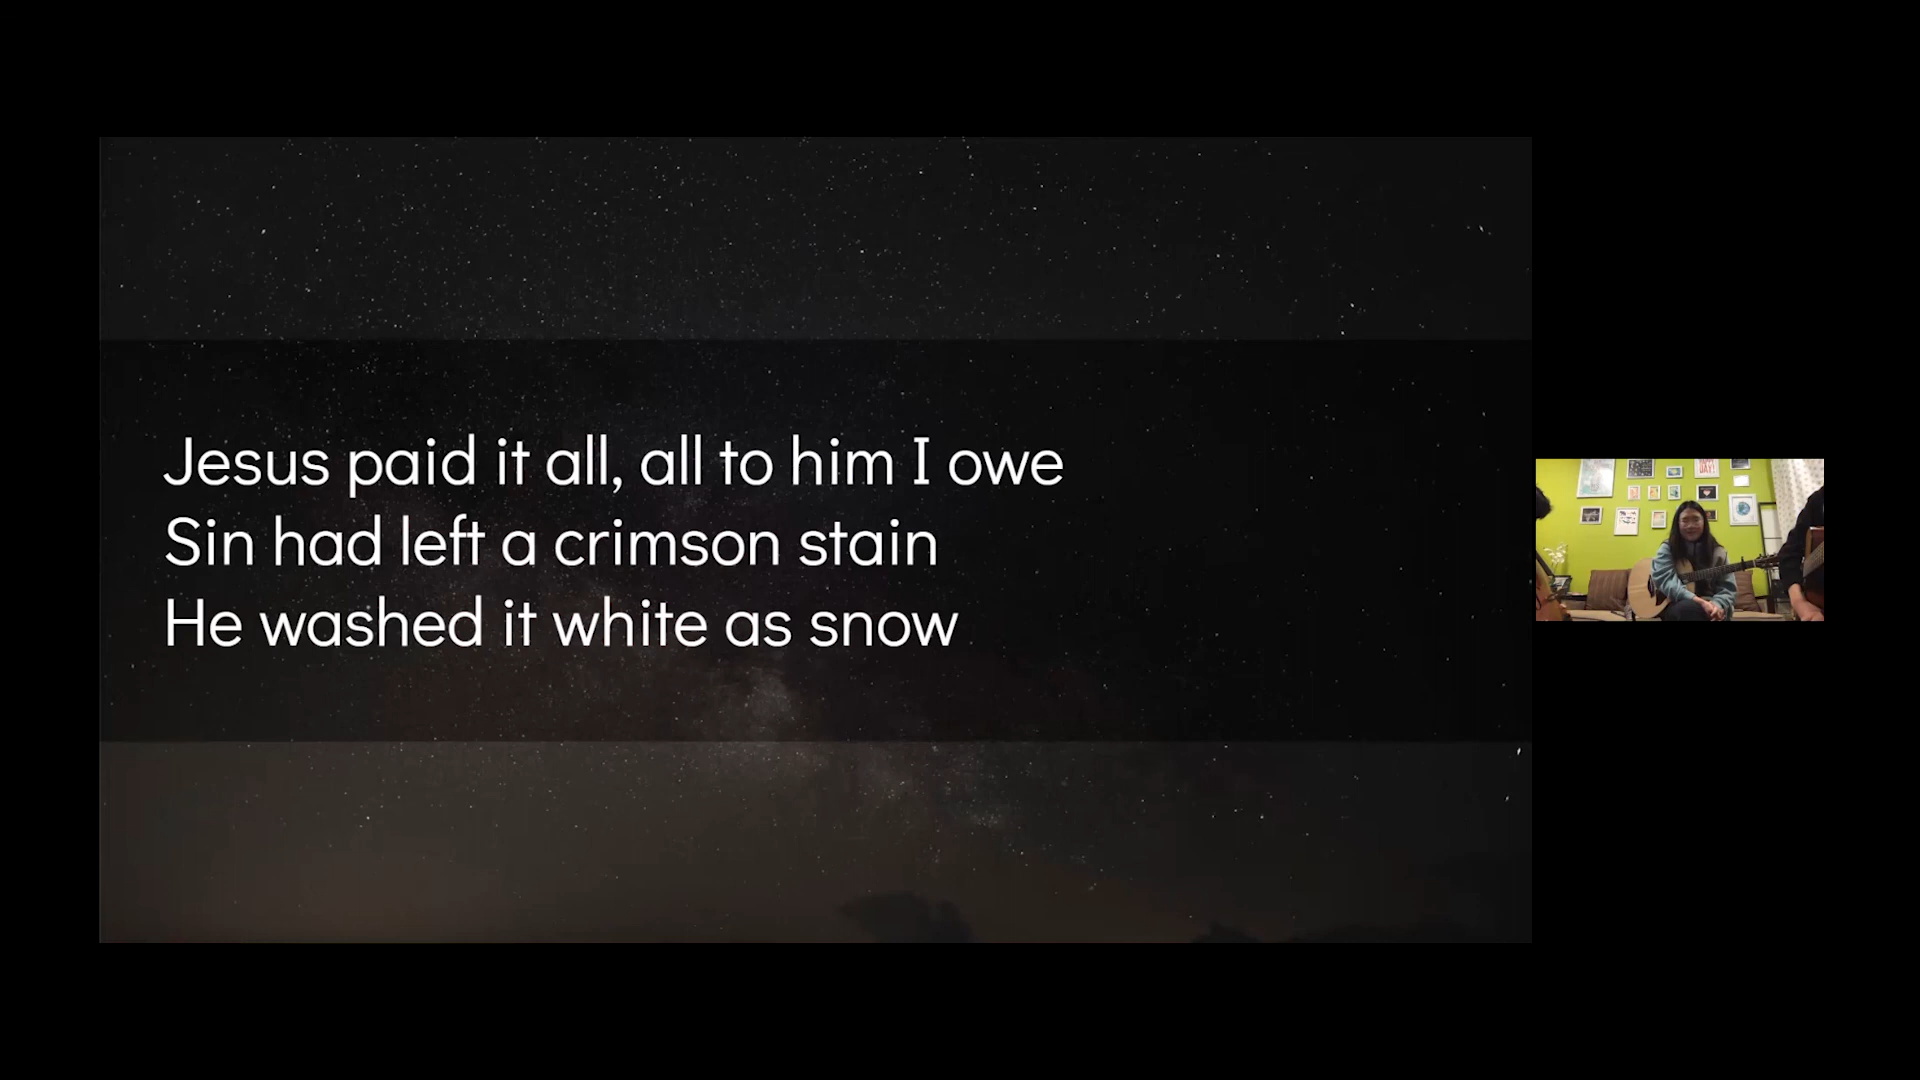 Jesus paid it all, all to him I owe
Sin had left a crimson stain
He washed it white as snow